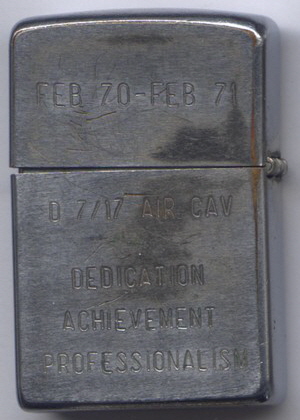 FEB 70-FEB 71
D 7/17 AIR CAV
DEDICATION
ACHIEVEMENT
PROFESSIONALISM